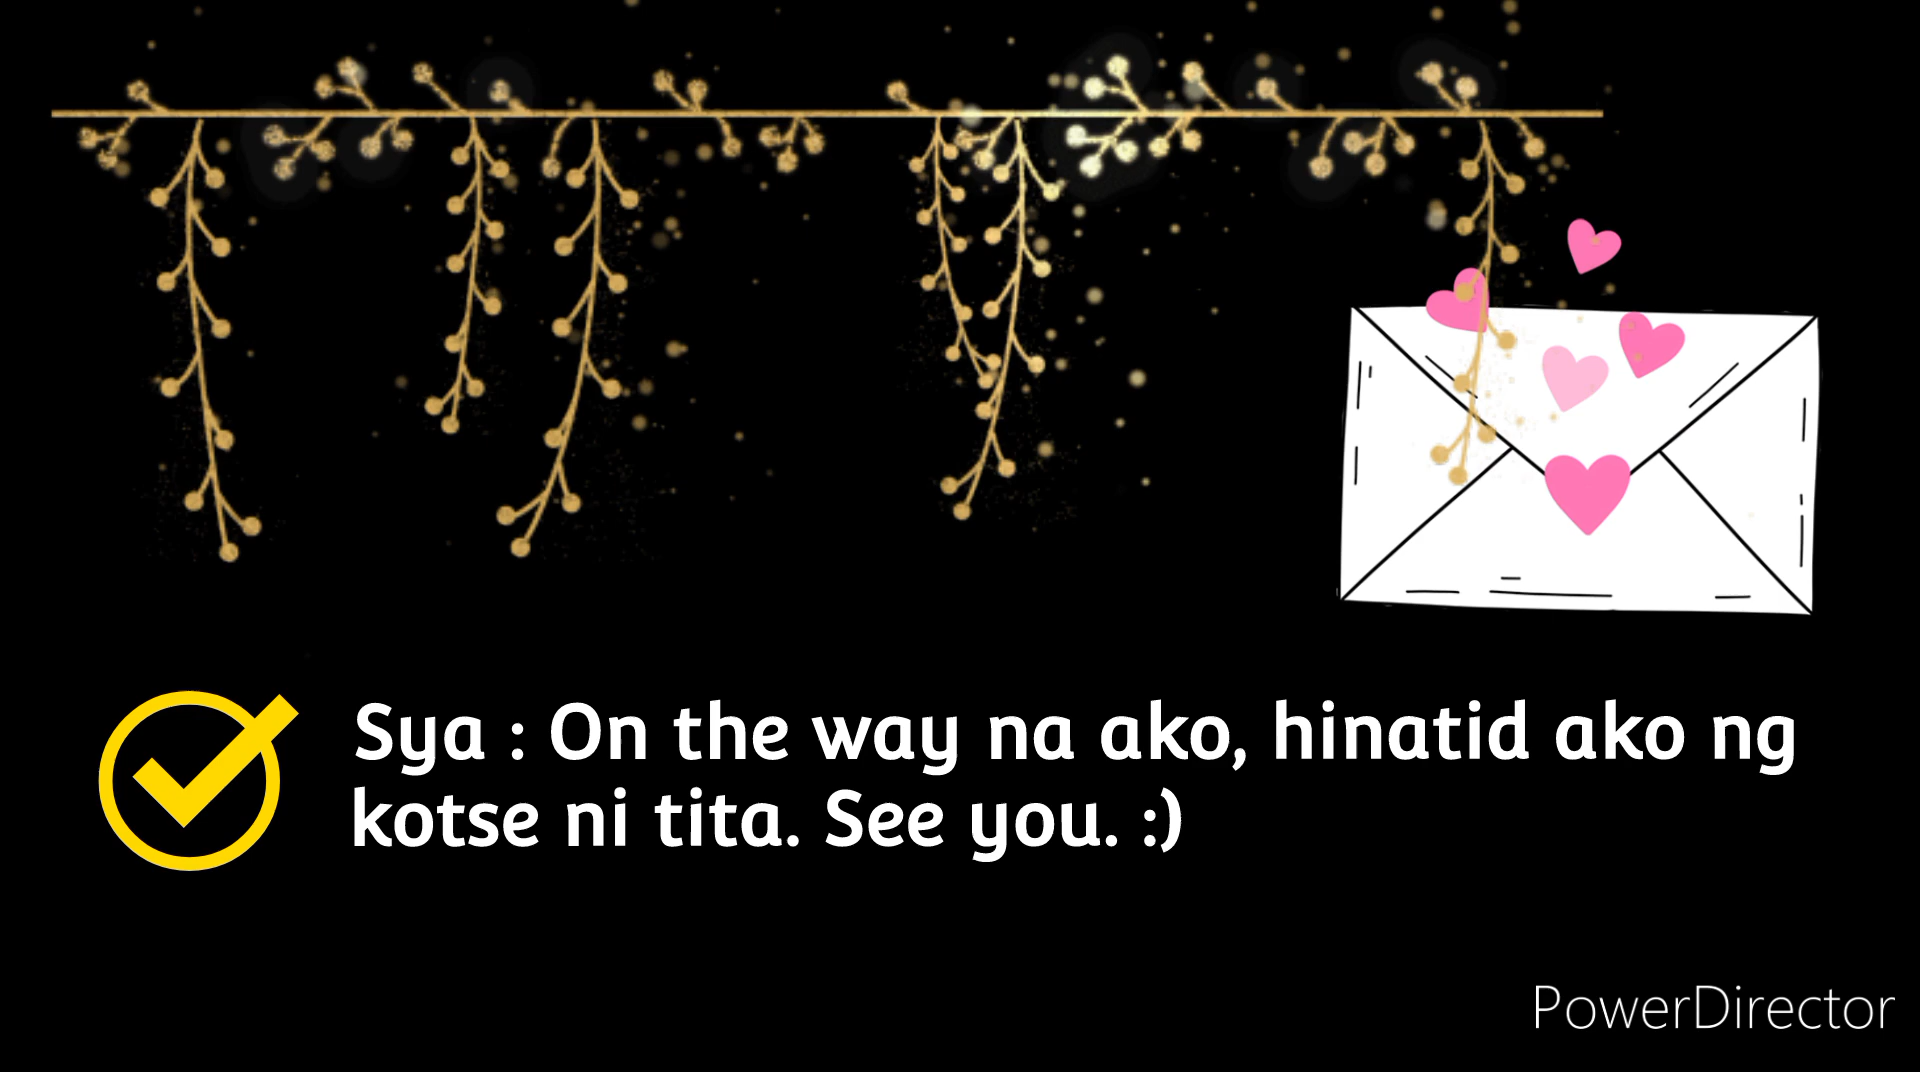 Sya : On the way na ako, hinatid ako ng
kotse ni tita. See you. :)
PowerDirector